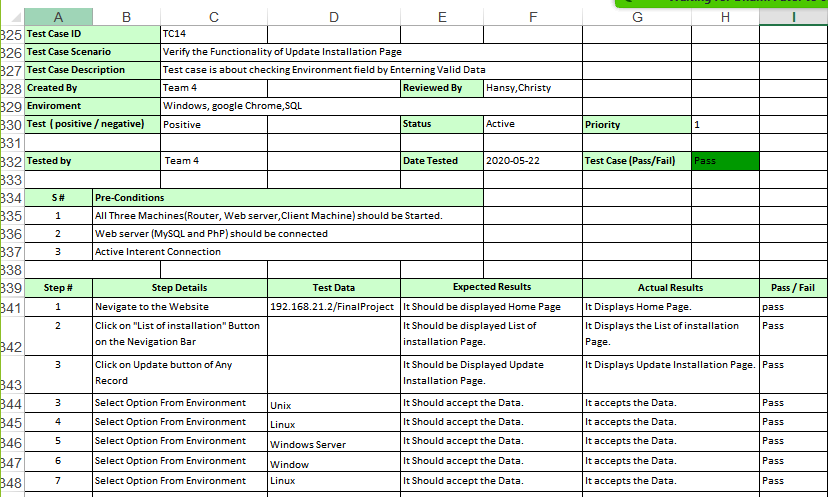 A B C D E F G H I
325 Test Case ID TC14
326 Test Case Scenario Verify the Functionality of Update Installation Page
327 Test Case Description Test case is about checking Environment field by Enterning Valid Data
328 Created By Team 4 Reviewed By Hansy,Christy
329 Enviroment Windows, google Chrome,SQL
330 Test ( positive / negative) Positive Status Active Priority 1
331
332 Tested by Team 4 Date Tested 2020-05-22 Test Case (Pass/Fail) Pass
333
334 S # Pre-Conditions
335 1 All Three Machines(Router, Web server,Client Machine) should be Started.
336 2 Web server (MySQL and PhP) should be connected
337 3 Active Interent Connection
338
339 Step # Step Details Test Data Expected Results Actual Results Pass / Fail
341 1 Nevigate to the Website 192.168.21.2/FinalProject It Should be displayed Home Page It Displays Home Page. pass
2 Click on "List of installation" Button It Should be displayed List of It Displays the List of installation Pass
342 on the Nevigation Bar installation Page. Page.
3 Click on Update button of Any It Should be Displayed Update It Displays Update Installation Page. Pass
343 Record Installation Page.
344 3 Select Option From Environment Unix It Should accept the Data. It accepts the Data. Pass
345 4 Select Option From Environment Linux It Should accept the Data. It accepts the Data. Pass
346 5 Select Option From Environment Windows Server It Should accept the Data. It accepts the Data. Pass
347 6 Select Option From Environment Window It Should accept the Data. It accepts the Data. Pass
348 7 Select Option From Environment Linux It Should accept the Data. It accepts the Data. Pass